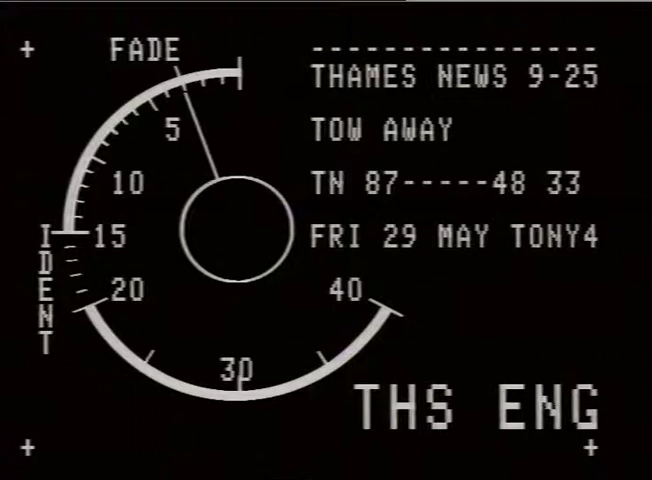 FADE
----------------
THAMES NEWS 9-25
TOW AWAY
TN 87-----48 33
FRI 29 MAY TONY4
5
10
15
20
30
40
IDENT
THS ENG